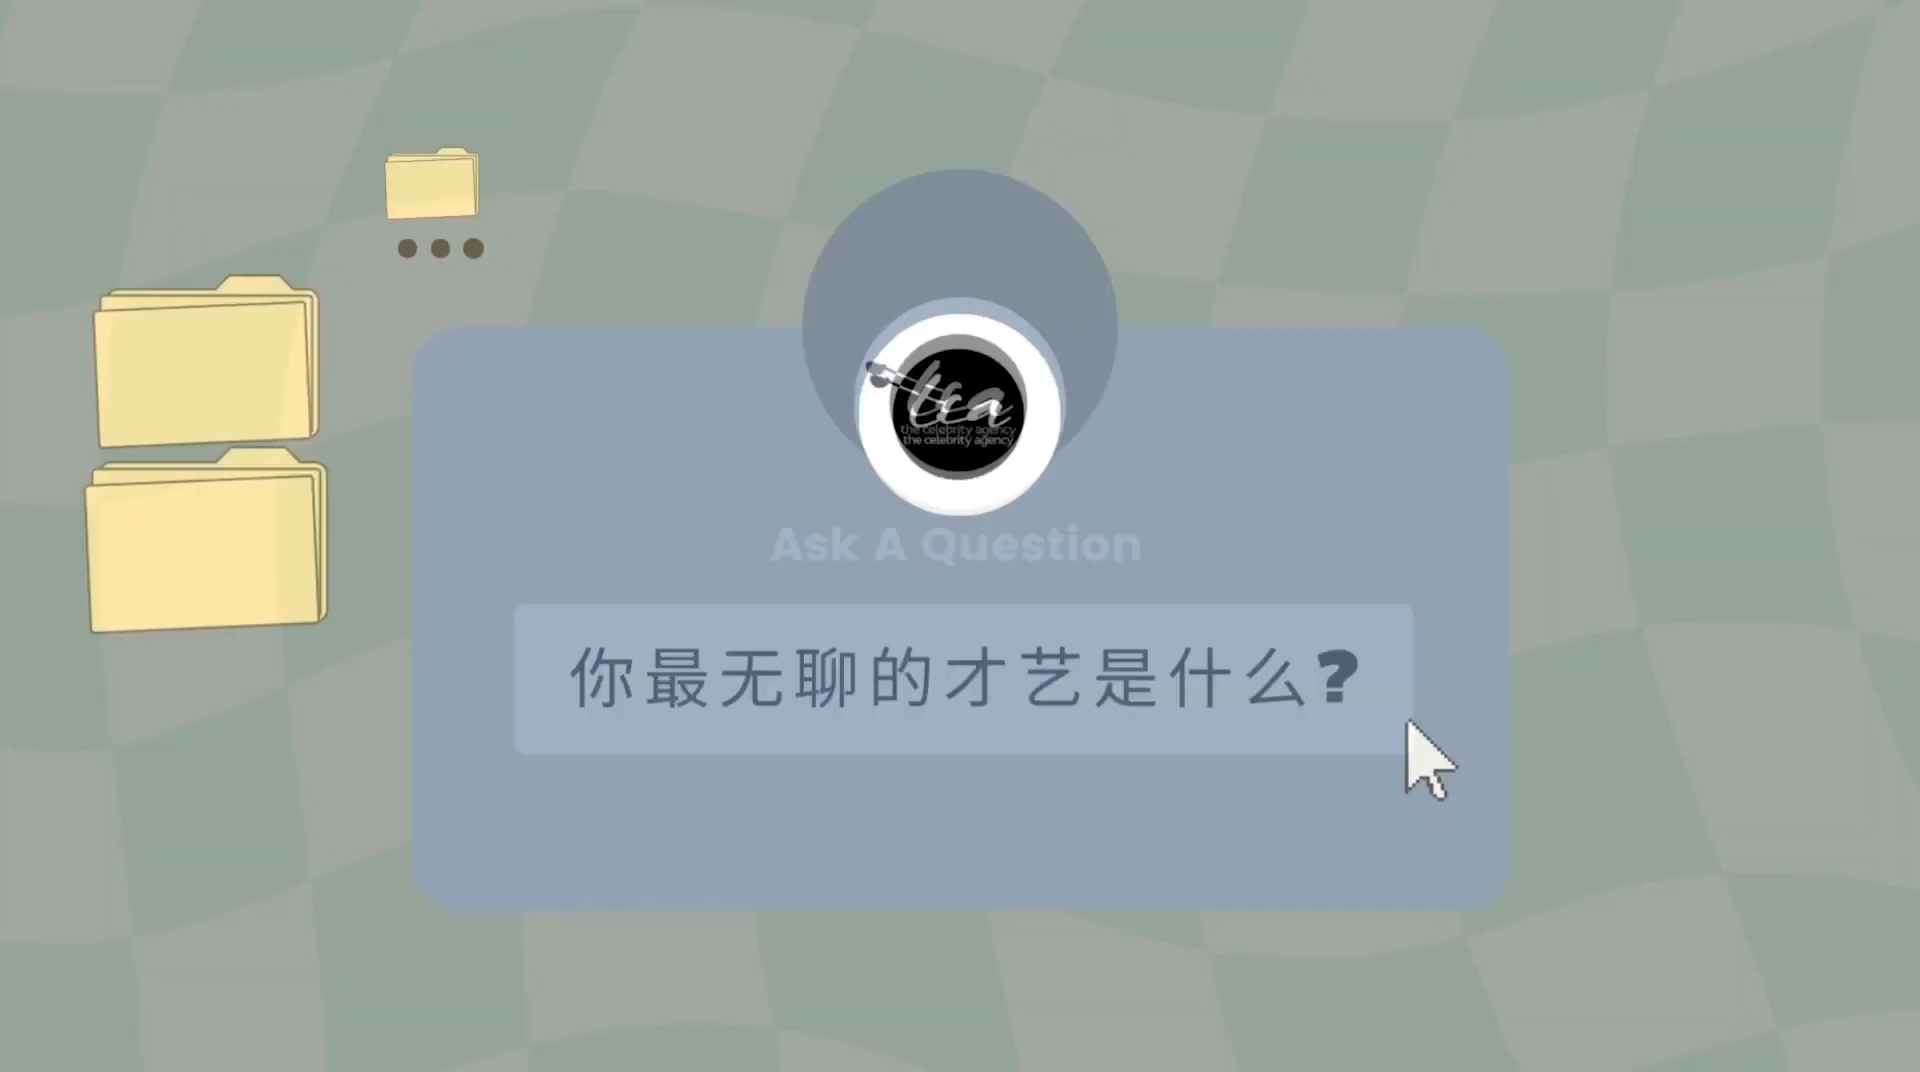 tca
the celebrity agency
the celebrity agency
Ask A Question
你最无聊的才艺是什么?